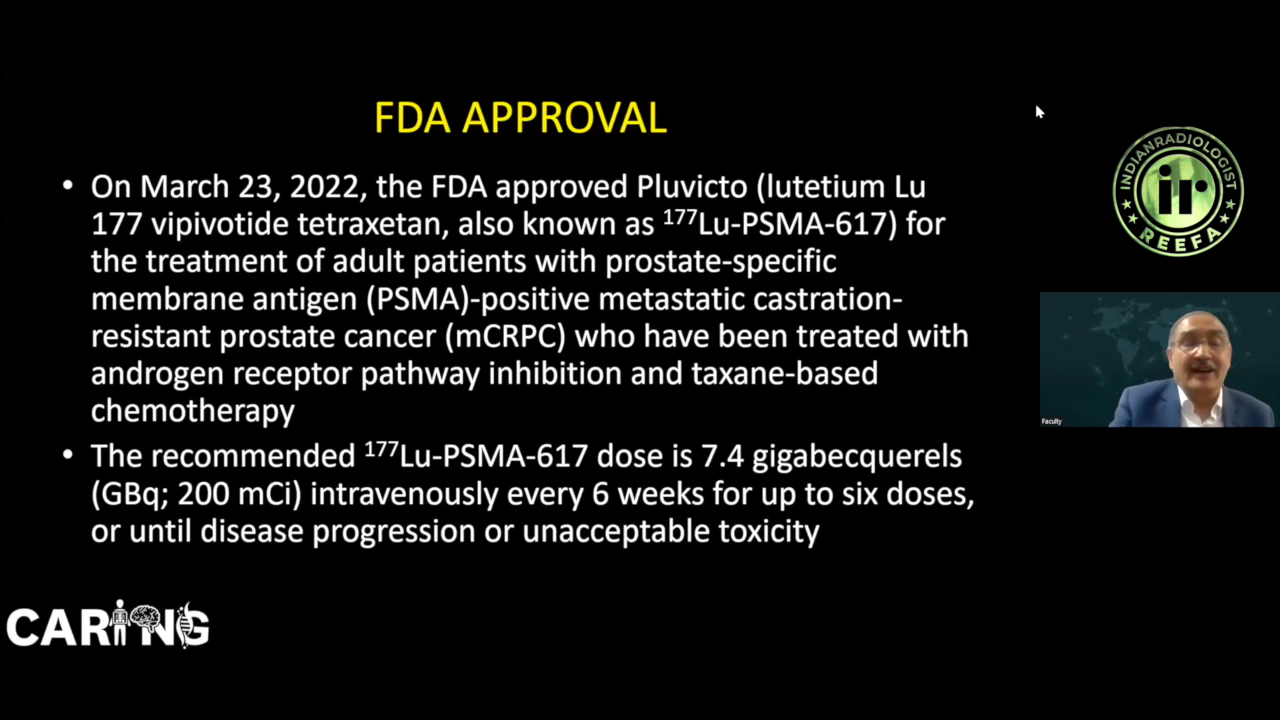 FDA APPROVAL
• On March 23, 2022, the FDA approved Pluvicto (lutetium Lu
177 vipivotide tetraxetan, also known as ¹⁷⁷Lu-PSMA-617) for
the treatment of adult patients with prostate-specific
membrane antigen (PSMA)-positive metastatic castration-
resistant prostate cancer (mCRPC) who have been treated with
androgen receptor pathway inhibition and taxane-based
chemotherapy
• The recommended ¹⁷⁷Lu-PSMA-617 dose is 7.4 gigabecquerels
(GBq; 200 mCi) intravenously every 6 weeks for up to six doses,
or until disease progression or unacceptable toxicity
INDIANRADIOLOGIST
ir
REEFA
Faculty
CARING